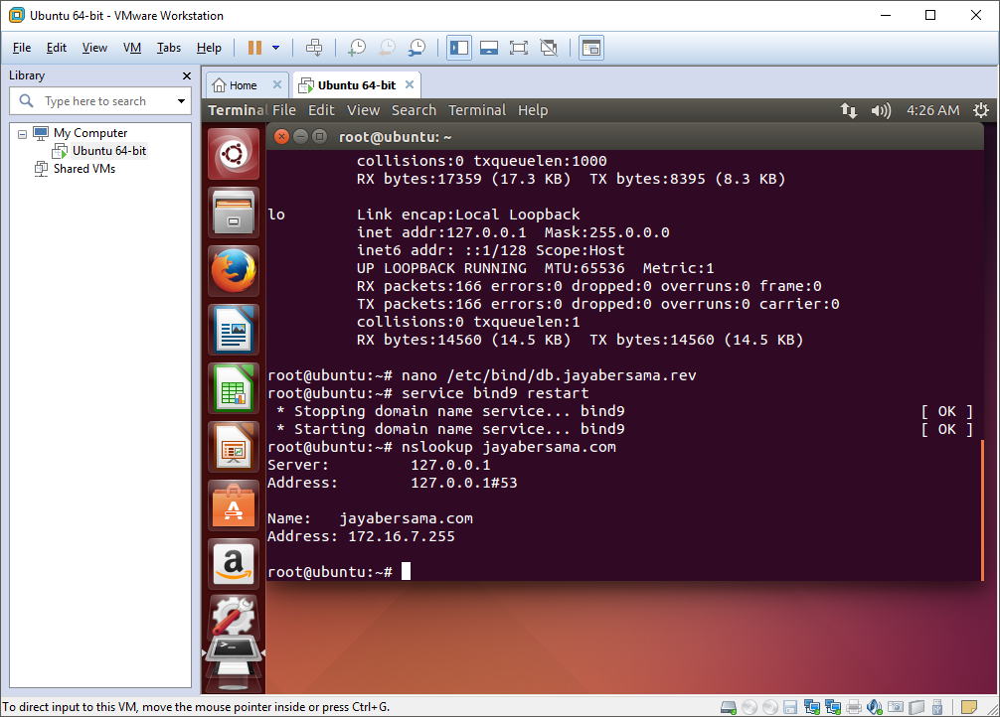 Ubuntu 64-bit - VMware Workstation
File Edit View VM Tabs Help
Library
Type here to search
My Computer
Ubuntu 64-bit
Shared VMs
Home
Ubuntu 64-bit
Terminal File Edit View Search Terminal Help 4:26 AM
root@ubuntu: ~
collisions:0 txqueuelen:1000
RX bytes:17359 (17.3 KB)  TX bytes:8395 (8.3 KB)
lo        Link encap:Local Loopback
inet addr:127.0.0.1  Mask:255.0.0.0
inet6 addr: ::1/128 Scope:Host
UP LOOPBACK RUNNING  MTU:65536  Metric:1
RX packets:166 errors:0 dropped:0 overruns:0 frame:0
TX packets:166 errors:0 dropped:0 overruns:0 carrier:0
collisions:0 txqueuelen:1
RX bytes:14560 (14.5 KB)  TX bytes:14560 (14.5 KB)
root@ubuntu:~# nano /etc/bind/db.jayabersama.rev
root@ubuntu:~# service bind9 restart
* Stopping domain name service... bind9 [ OK ]
* Starting domain name service... bind9 [ OK ]
root@ubuntu:~# nslookup jayabersama.com
Server:         127.0.0.1
Address:        127.0.0.1#53
Name:   jayabersama.com
Address: 172.16.7.255
root@ubuntu:~#
To direct input to this VM, move the mouse pointer inside or press Ctrl+G.